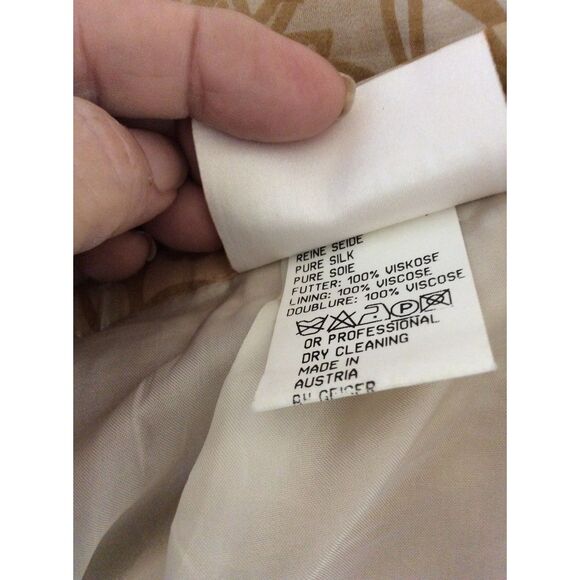 REINE SEIDE
PURE SILK
PURE SOIE
FUTTER: 100% VISKOSE
LINING: 100% VISCOSE
DOUBLURE: 100% VISCOSE
P
OR PROFESSIONAL
DRY CLEANING
MADE IN
AUSTRIA
BY GEIGER